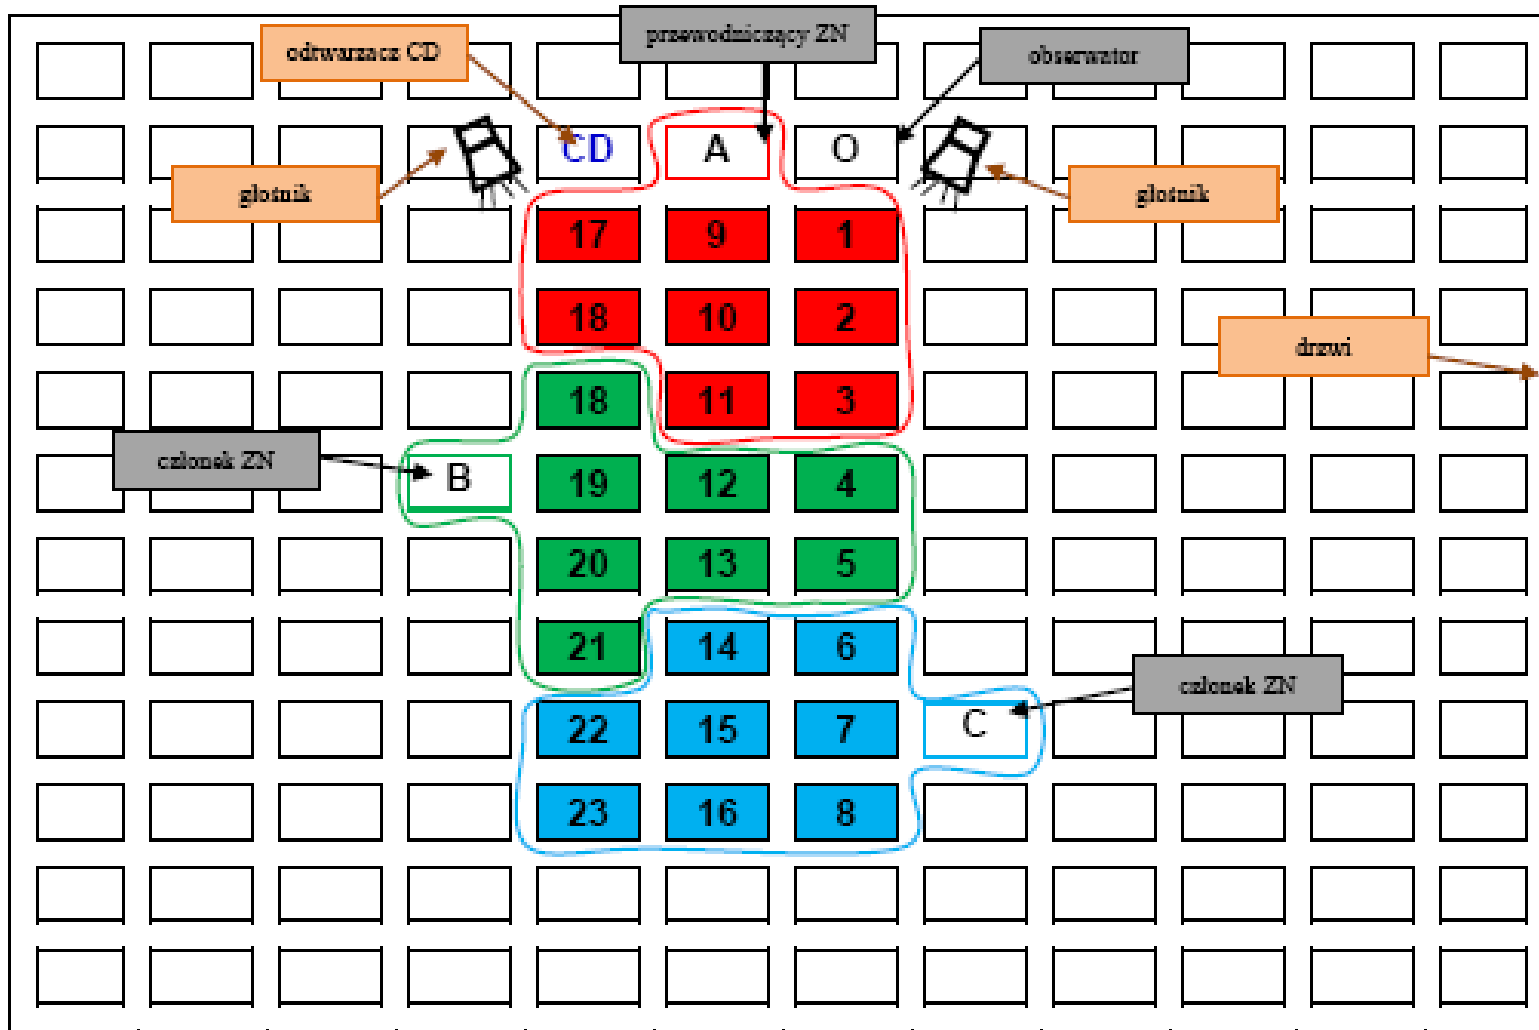 przewodniczący ZN
odtwarzacz CD
obserwator
CD
A
O
głośnik
głośnik
17 9 1
18 10 2
drzwi
18 11 3
członek ZN
B
19 12 4
20 13 5
21 14 6
członek ZN
22 15 7
C
23 16 8